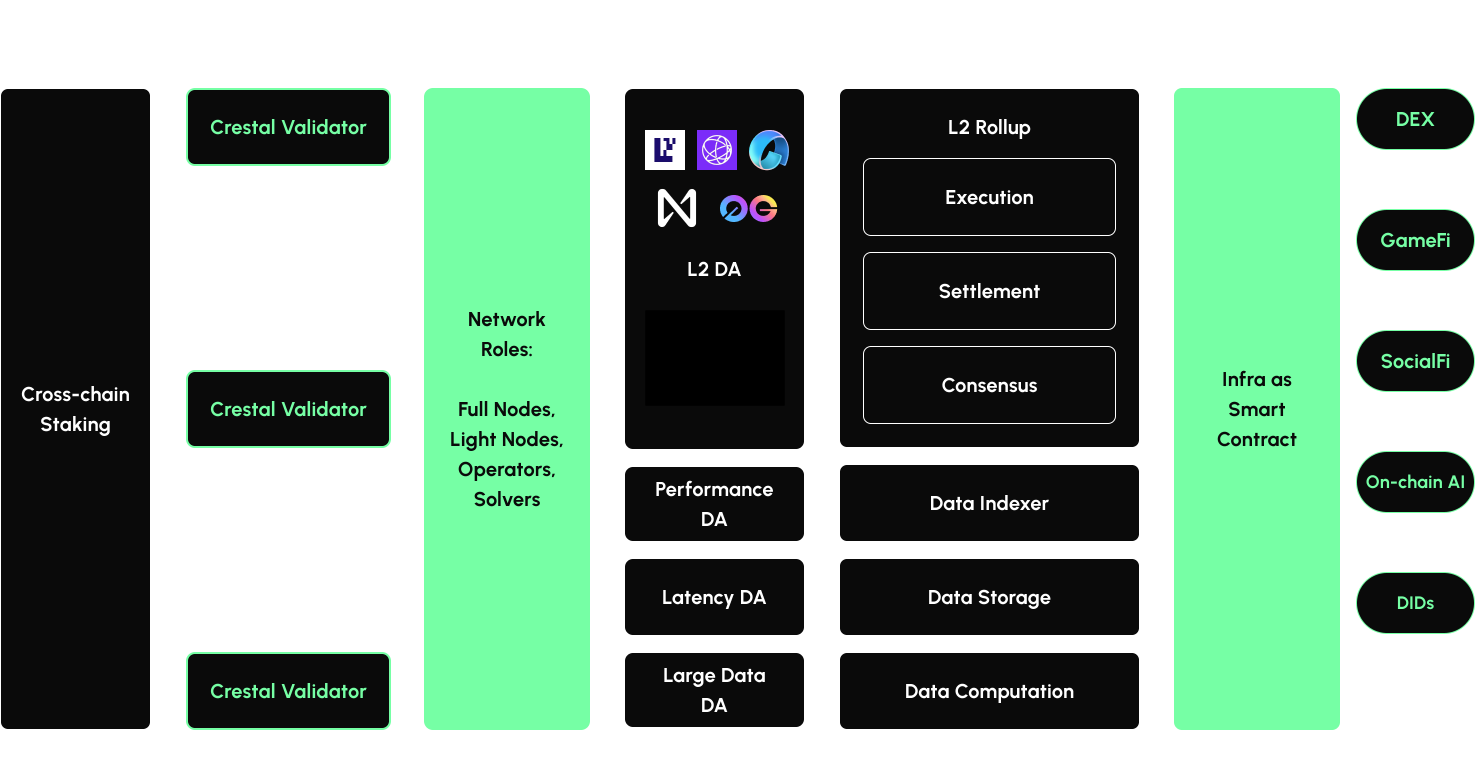 Cross-chain
Staking
Crestal Validator
Crestal Validator
Crestal Validator
Network
Roles:
Full Nodes,
Light Nodes,
Operators,
Solvers
L2 DA
Performance
DA
Latency DA
Large Data
DA
L2 Rollup
Execution
Settlement
Consensus
Data Indexer
Data Storage
Data Computation
Infra as
Smart
Contract
DEX
GameFi
SocialFi
On-chain AI
DIDs